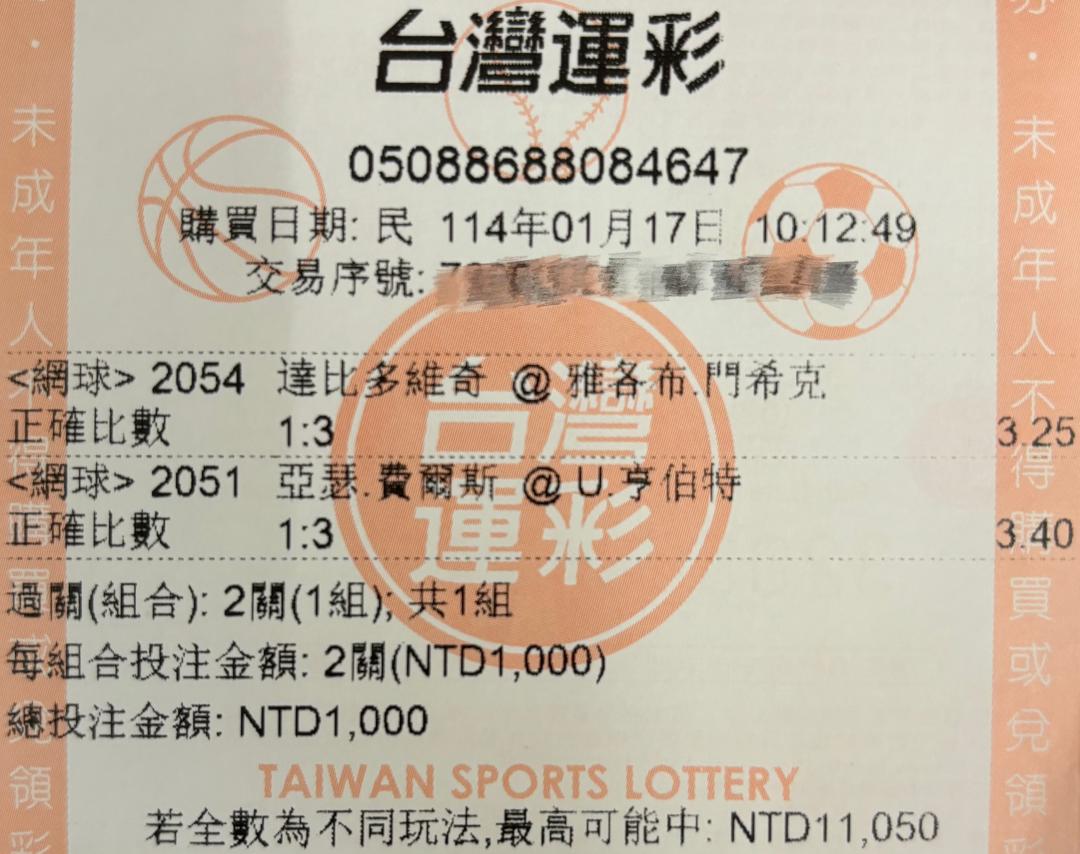 台灣運彩
05088688084647
購買日期: 民 114年01月17日 10:12:49
交易序號:
<網球> 2054 達比多維奇 @ 雅各布.門希克
正確比數 1:3 3.25
<網球> 2051 亞瑟.費爾斯 @ U.亨伯特
正確比數 1:3 3.40
台灣
運彩
過關(組合): 2關(1組); 共1組
每組合投注金額: 2關(NTD1,000)
總投注金額: NTD1,000
TAIWAN SPORTS LOTTERY
若全數為不同玩法,最高可能中: NTD11,050
未成年人不得購買或兌領彩
未成年人不得購買或兌領彩